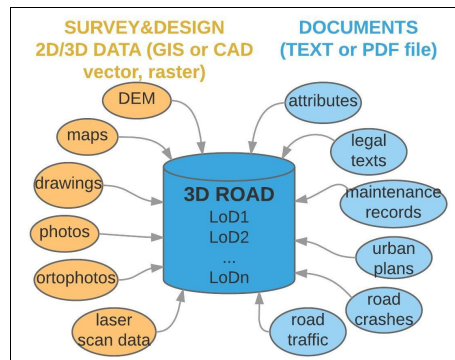 SURVEY&DESIGN
2D/3D DATA (GIS or CAD
vector, raster)
DOCUMENTS
(TEXT or PDF file)
DEM
maps
drawings
photos
ortophotos
laser
scan data
3D ROAD
LoD1
LoD2
...
LoDn
attributes
legal
texts
maintenance
records
urban
plans
road
crashes
road
traffic